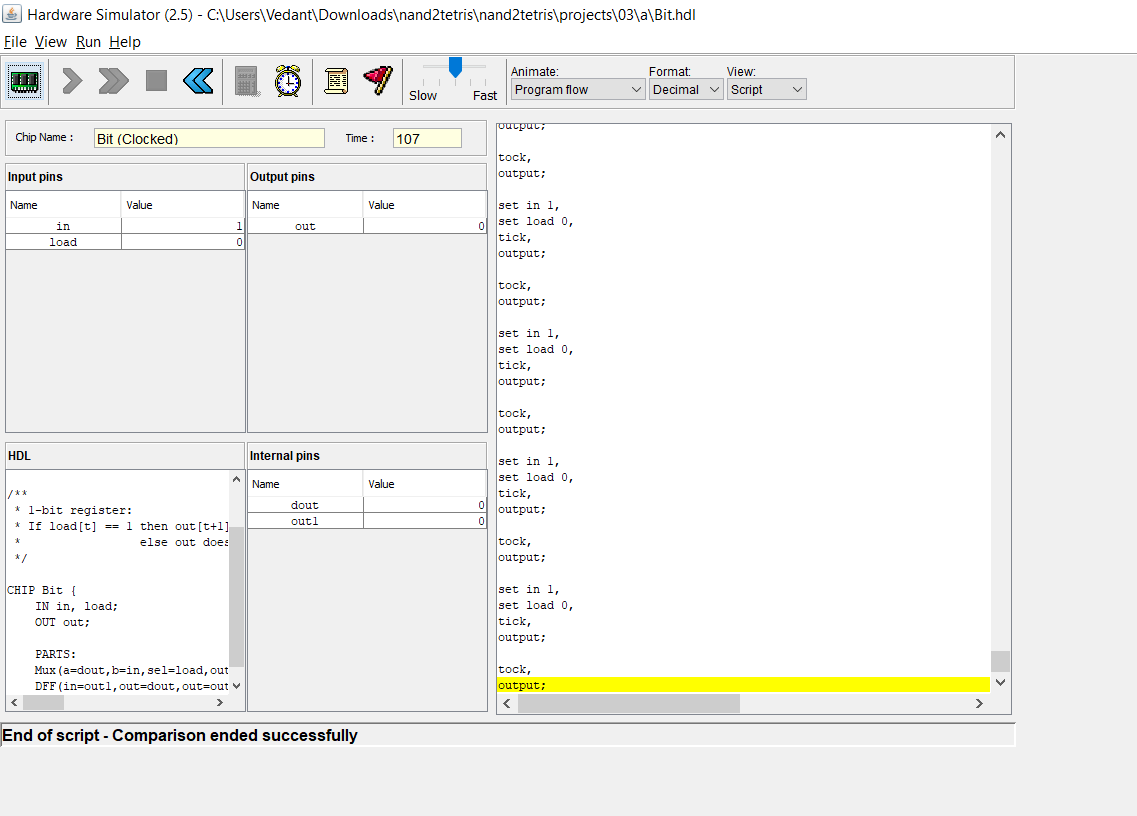 Hardware Simulator (2.5) - C:\Users\Vedant\Downloads\nand2tetris\nand2tetris\projects\03\a\Bit.hdl
File View Run Help
Slow Fast
Animate:
Program flow
Format:
Decimal
View:
Script
Chip Name :
Bit (Clocked)
Time :
107
Input pins
Name Value
in 1
load 0
Output pins
Name Value
out 0
HDL
/**
* 1-bit register:
* If load[t] == 1 then out[t+1]
* else out does
*/
CHIP Bit {
IN in, load;
OUT out;
PARTS:
Mux(a=dout,b=in,sel=load,out
DFF(in=out1,out=dout,out=out
Internal pins
Name Value
dout 0
out1 0
output;
tock,
output;
set in 1,
set load 0,
tick,
output;
tock,
output;
set in 1,
set load 0,
tick,
output;
tock,
output;
set in 1,
set load 0,
tick,
output;
tock,
output;
set in 1,
set load 0,
tick,
output;
tock,
output;
End of script - Comparison ended successfully